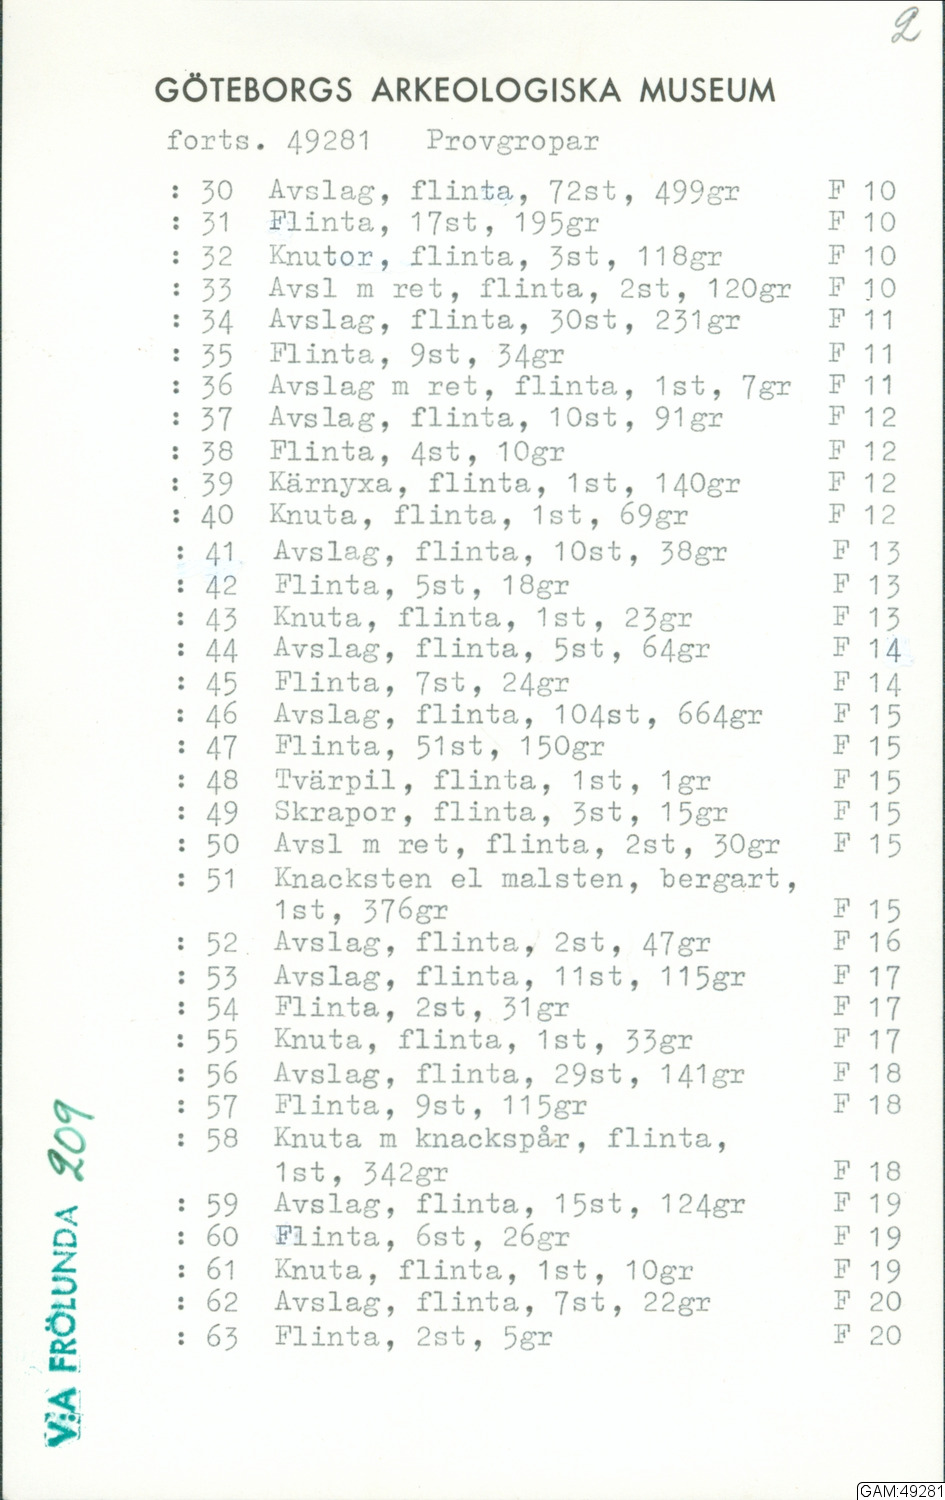 2
GÖTEBORGS ARKEOLOGISKA MUSEUM
forts. 49281 Provgropar
: 30 Avslag, flinta, 72st, 499gr F 10
: 31 Flinta, 17st, 195gr F 10
: 32 Knutor, flinta, 3st, 118gr F 10
: 33 Avsl m ret, flinta, 2st, 120gr F 10
: 34 Avslag, flinta, 30st, 231gr F 11
: 35 Flinta, 9st, 34gr F 11
: 36 Avslag m ret, flinta, 1st, 7gr F 11
: 37 Avslag, flinta, 10st, 91gr F 12
: 38 Flinta, 4st, 10gr F 12
: 39 Kärnyxa, flinta, 1st, 140gr F 12
: 40 Knuta, flinta, 1st, 69gr F 12
: 41 Avslag, flinta, 10st, 38gr F 13
: 42 Flinta, 5st, 18gr F 13
: 43 Knuta, flinta, 1st, 23gr F 13
: 44 Avslag, flinta, 5st, 64gr F 14
: 45 Flinta, 7st, 24gr F 14
: 46 Avslag, flinta, 104st, 664gr F 15
: 47 Flinta, 51st, 150gr F 15
: 48 Tvärpil, flinta, 1st, 1gr F 15
: 49 Skrapor, flinta, 3st, 15gr F 15
: 50 Avsl m ret, flinta, 2st, 30gr F 15
: 51 Knacksten el malsten, bergart,
1st, 376gr F 15
: 52 Avslag, flinta, 2st, 47gr F 16
: 53 Avslag, flinta, 11st, 115gr F 17
: 54 Flinta, 2st, 31gr F 17
: 55 Knuta, flinta, 1st, 33gr F 17
: 56 Avslag, flinta, 29st, 141gr F 18
: 57 Flinta, 9st, 115gr F 18
: 58 Knuta m knackspår, flinta,
1st, 342gr F 18
: 59 Avslag, flinta, 15st, 124gr F 19
: 60 Flinta, 6st, 26gr F 19
: 61 Knuta, flinta, 1st, 10gr F 19
: 62 Avslag, flinta, 7st, 22gr F 20
: 63 Flinta, 2st, 5gr F 20
V:A FRÖLUNDA 209
GAM:49281